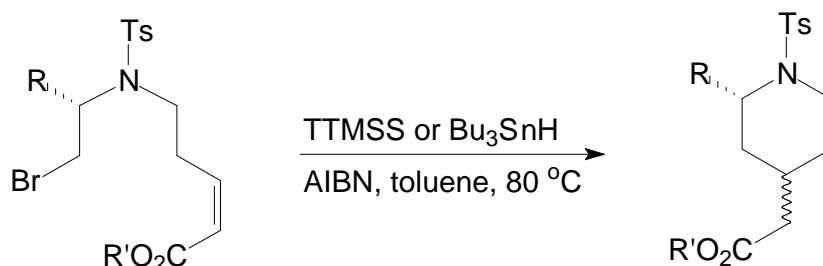 Ts
R
N
Br
R'O₂C
TTMSS or Bu₃SnH
AIBN, toluene, 80 °C
Ts
R
N
R'O₂C